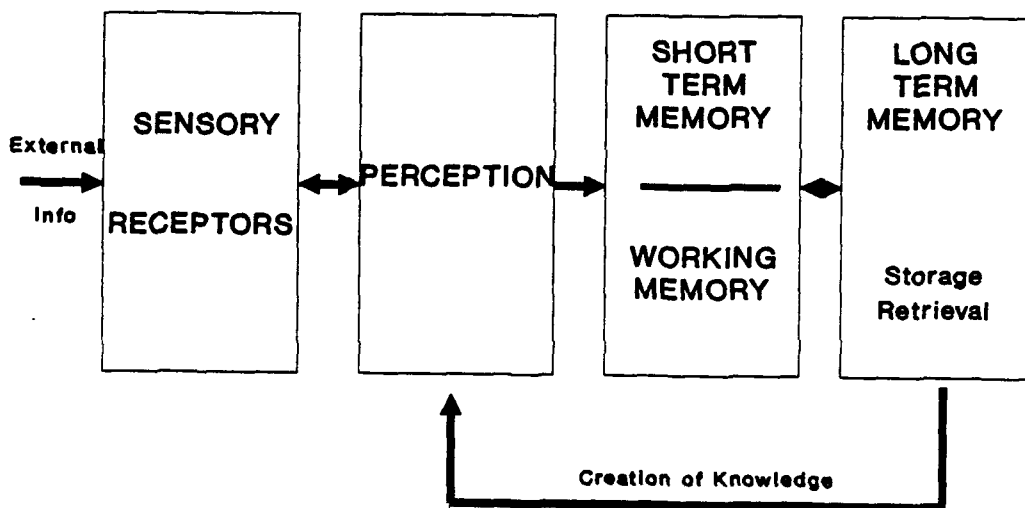 External
Info
SENSORY
RECEPTORS
PERCEPTION
SHORT
TERM
MEMORY
WORKING
MEMORY
LONG
TERM
MEMORY
Storage
Retrieval
Creation of Knowledge